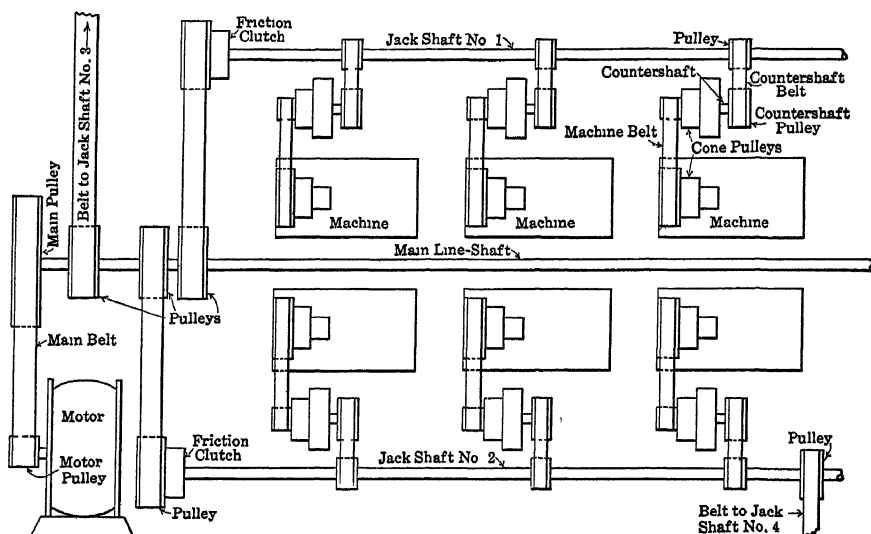 Friction
Clutch
Jack Shaft No 1
Pulley
Countershaft
Countershaft
Belt
Countershaft
Pulley
Machine Belt
Cone Pulleys
Belt to Jack Shaft No. 3
Main Pulley
Machine
Machine
Machine
Main Line-Shaft
Pulleys
Main Belt
Motor
Motor
Pulley
Friction
Clutch
Jack Shaft No 2
Pulley
Pulley
Belt to Jack
Shaft No. 4